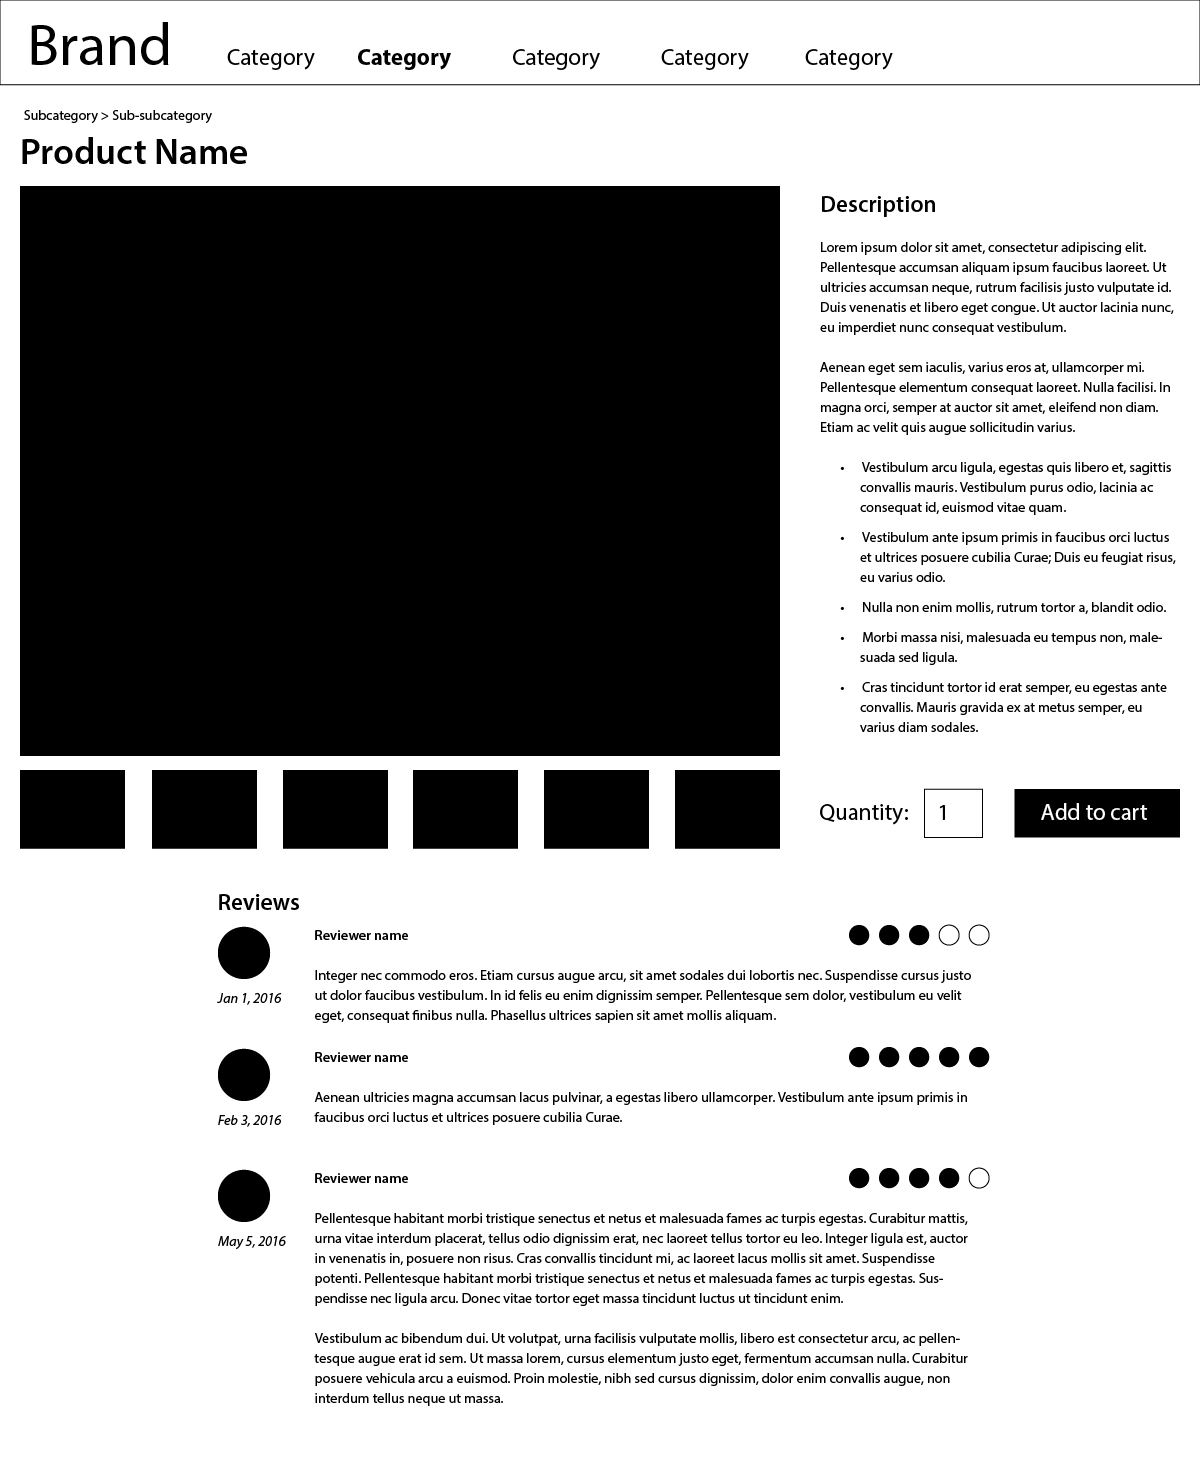 Brand
Category Category Category Category Category
Subcategory > Sub-subcategory
Product Name
Description
Lorem ipsum dolor sit amet, consectetur adipiscing elit.
Pellentesque accumsan aliquam ipsum faucibus laoreet. Ut
ultricies accumsan neque, rutrum facilisis justo vulputate id.
Duis venenatis et libero eget congue. Ut auctor lacinia nunc,
eu imperdiet nunc consequat vestibulum.
Aenean eget sem iaculis, varius eros at, ullamcorper mi.
Pellentesque elementum consequat laoreet. Nulla facilisi. In
magna orci, semper at auctor sit amet, eleifend non diam.
Etiam ac velit quis augue sollicitudin varius.
• Vestibulum arcu ligula, egestas quis libero et, sagittis
convallis mauris. Vestibulum purus odio, lacinia ac
consequat id, euismod vitae quam.
• Vestibulum ante ipsum primis in faucibus orci luctus
et ultrices posuere cubilia Curae; Duis eu feugiat risus,
eu varius odio.
• Nulla non enim mollis, rutrum tortor a, blandit odio.
• Morbi massa nisi, malesuada eu tempus non, male-
suada sed ligula.
• Cras tincidunt tortor id erat semper, eu egestas ante
convallis. Mauris gravida ex at metus semper, eu
varius diam sodales.
Quantity: 1 Add to cart
Reviews
Reviewer name
Jan 1, 2016
Integer nec commodo eros. Etiam cursus augue arcu, sit amet sodales dui lobortis nec. Suspendisse cursus justo
ut dolor faucibus vestibulum. In id felis eu enim dignissim semper. Pellentesque sem dolor, vestibulum eu velit
eget, consequat finibus nulla. Phasellus ultrices sapien sit amet mollis aliquam.
Reviewer name
Feb 3, 2016
Aenean ultricies magna accumsan lacus pulvinar, a egestas libero ullamcorper. Vestibulum ante ipsum primis in
faucibus orci luctus et ultrices posuere cubilia Curae.
Reviewer name
May 5, 2016
Pellentesque habitant morbi tristique senectus et netus et malesuada fames ac turpis egestas. Curabitur mattis,
urna vitae interdum placerat, tellus odio dignissim erat, nec laoreet tellus tortor eu leo. Integer ligula est, auctor
in venenatis in, posuere non risus. Cras convallis tincidunt mi, ac laoreet lacus mollis sit amet. Suspendisse
potenti. Pellentesque habitant morbi tristique senectus et netus et malesuada fames ac turpis egestas. Sus-
pendisse nec ligula arcu. Donec vitae tortor eget massa tincidunt luctus ut tincidunt enim.
Vestibulum ac bibendum dui. Ut volutpat, urna facilisis vulputate mollis, libero est consectetur arcu, ac pellen-
tesque augue erat id sem. Ut massa lorem, cursus elementum justo eget, fermentum accumsan nulla. Curabitur
posuere vehicula arcu a euismod. Proin molestie, nibh sed cursus dignissim, dolor enim convallis augue, non
interdum tellus neque ut massa.